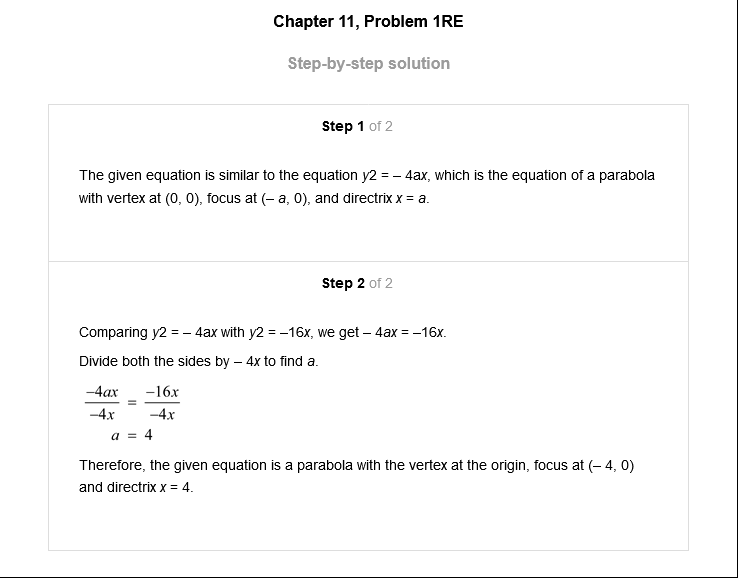 Chapter 11, Problem 1RE
Step-by-step solution
Step 1 of 2
The given equation is similar to the equation y2 = – 4ax, which is the equation of a parabola
with vertex at (0, 0), focus at (– a, 0), and directrix x = a.
Step 2 of 2
Comparing y2 = – 4ax with y2 = –16x, we get – 4ax = –16x.
Divide both the sides by – 4x to find a.
−4ax/−4x = −16x/−4x
a = 4
Therefore, the given equation is a parabola with the vertex at the origin, focus at (– 4, 0)
and directrix x = 4.